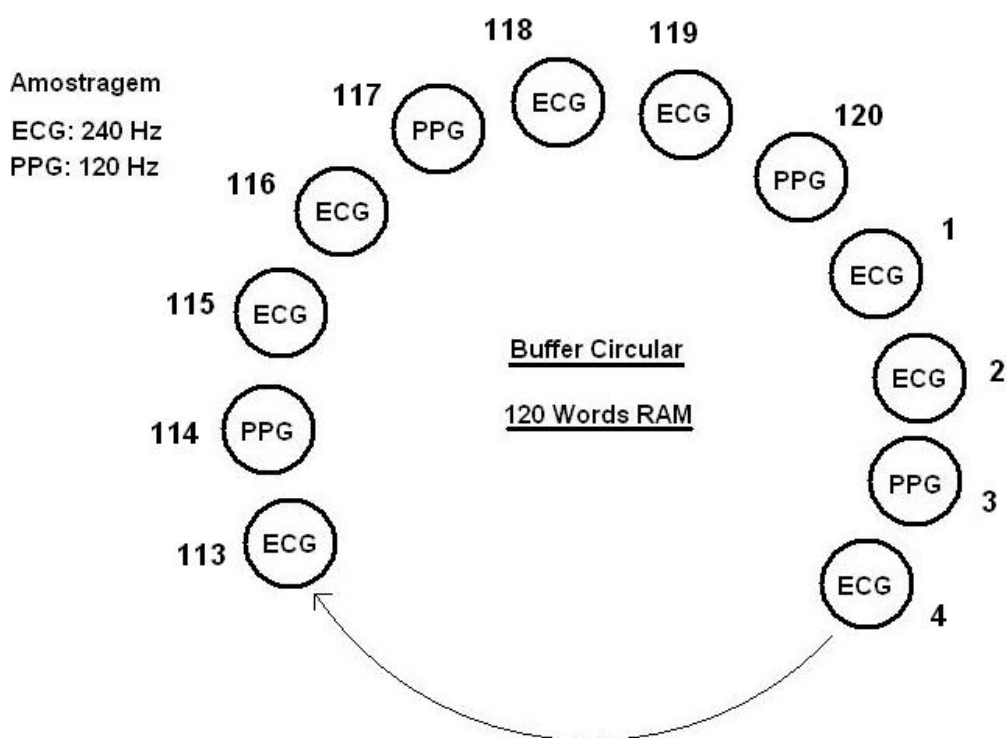 Amostragem
ECG: 240 Hz
PPG: 120 Hz
113
ECG
114
PPG
115
ECG
116
ECG
117
PPG
118
ECG
119
ECG
120
PPG
1
ECG
2
ECG
3
PPG
4
ECG
Buffer Circular
120 Words RAM